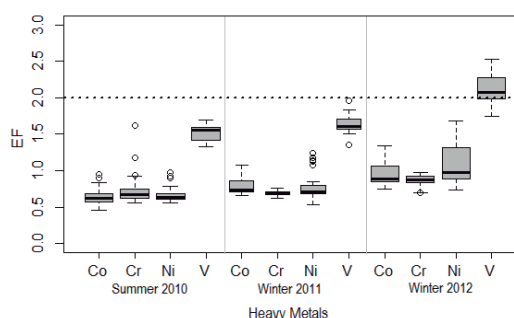 3.0
2.5
2.0
1.5
1.0
0.5
0.0
EF
Co Cr Ni V Co Cr Ni V Co Cr Ni V
Summer 2010 Winter 2011 Winter 2012
Heavy Metals